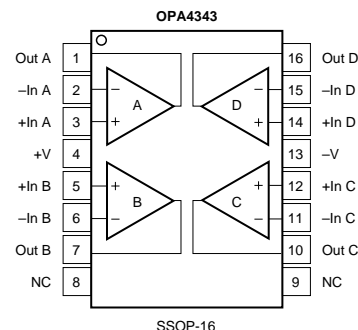 OPA4343
Out A 1 16 Out D
–In A 2 – – 15 –In D
A D
+In A 3 + + 14 +In D
+V 4 13 –V
+In B 5 + + 12 +In C
B C
–In B 6 – – 11 –In C
Out B 7 10 Out C
NC 8 9 NC
SSOP-16